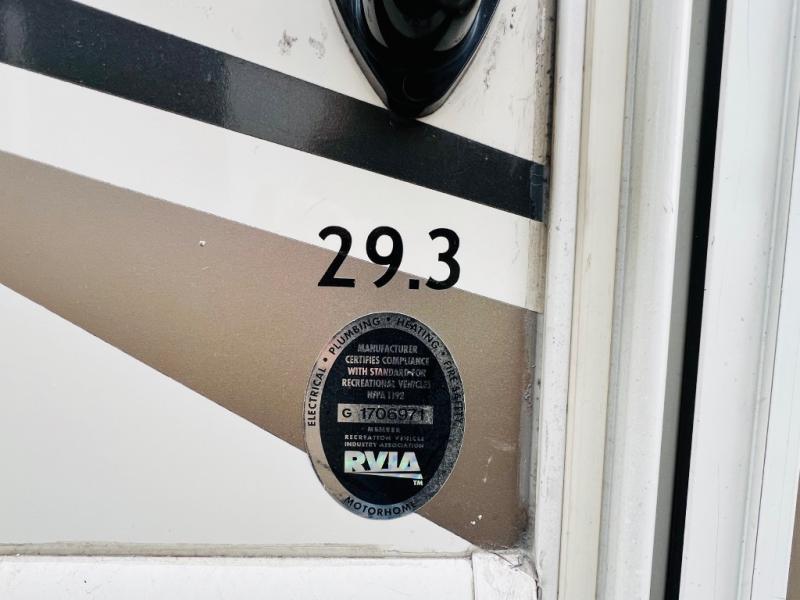 29.3
ELECTRICAL • PLUMBING • HEATING • FIRE SAFETY
MANUFACTURER
CERTIFIES COMPLIANCE
WITH STANDARD FOR
RECREATIONAL VEHICLES
NFPA 1192
G 1706971
MEMBER
RECREATION VEHICLE
INDUSTRY ASSOCIATION
RVIA
TM
MOTORHOME